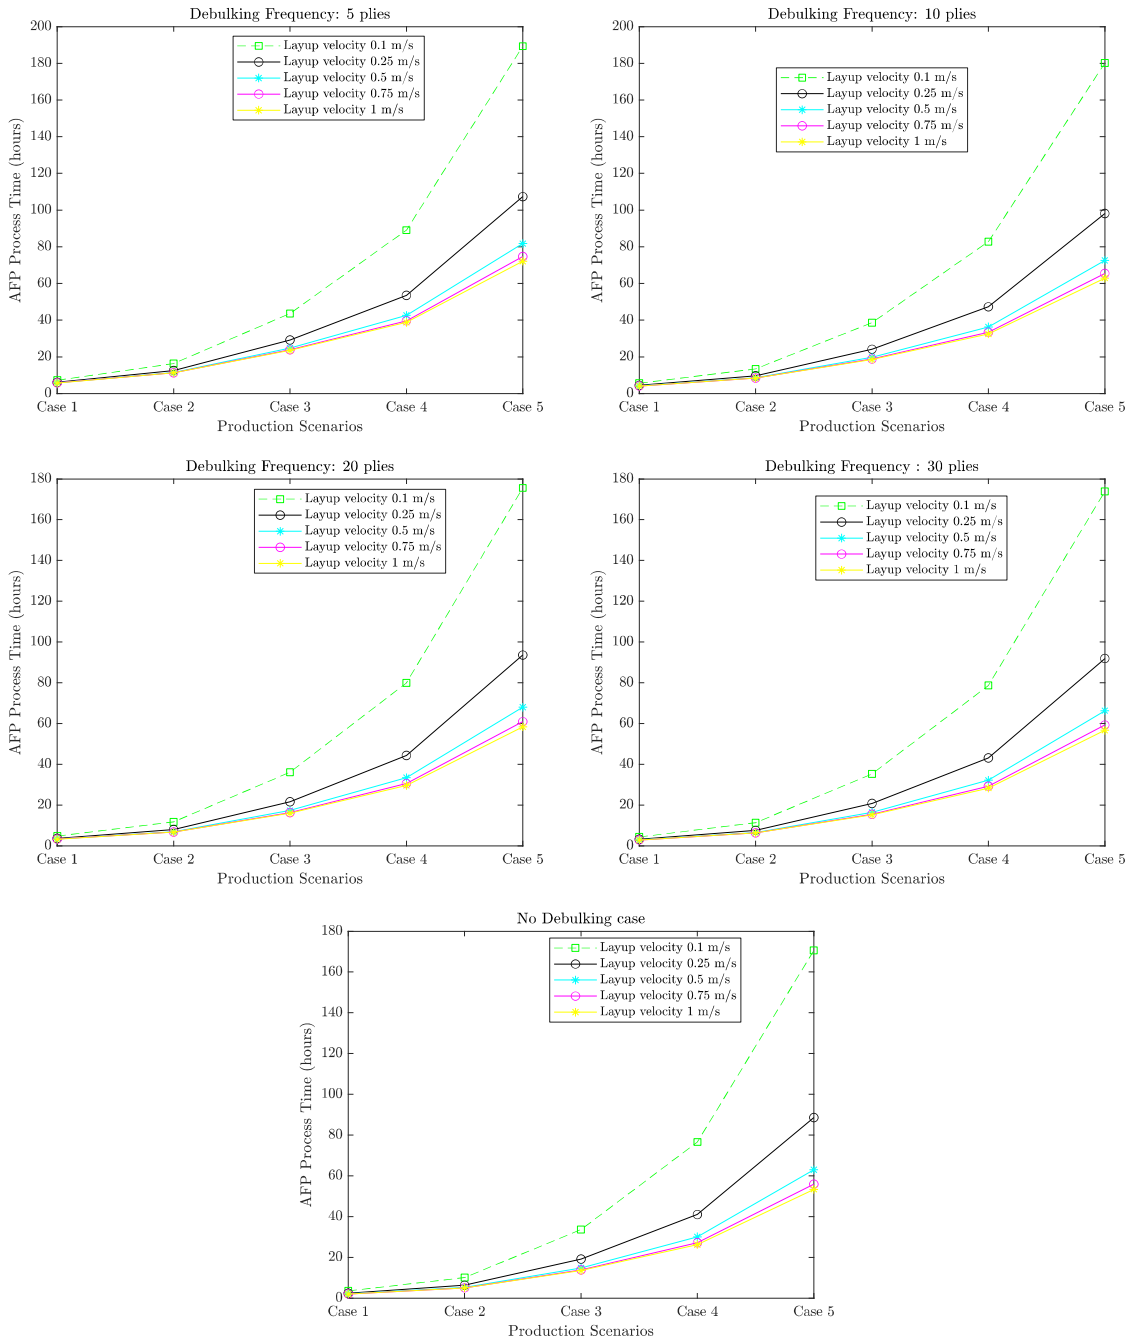 Debulking Frequency: 5 plies
200
180
160
140
120
100
80
60
40
20
0
AFP Process Time (hours)
Layup velocity 0.1 m/s
Layup velocity 0.25 m/s
Layup velocity 0.5 m/s
Layup velocity 0.75 m/s
Layup velocity 1 m/s
Case 1 Case 2 Case 3 Case 4 Case 5
Production Scenarios
Debulking Frequency: 10 plies
200
180
160
140
120
100
80
60
40
20
0
AFP Process Time (hours)
Layup velocity 0.1 m/s
Layup velocity 0.25 m/s
Layup velocity 0.5 m/s
Layup velocity 0.75 m/s
Layup velocity 1 m/s
Case 1 Case 2 Case 3 Case 4 Case 5
Production Scenarios
Debulking Frequency: 20 plies
180
160
140
120
100
80
60
40
20
0
AFP Process Time (hours)
Layup velocity 0.1 m/s
Layup velocity 0.25 m/s
Layup velocity 0.5 m/s
Layup velocity 0.75 m/s
Layup velocity 1 m/s
Case 1 Case 2 Case 3 Case 4 Case 5
Production Scenarios
Debulking Frequency : 30 plies
180
160
140
120
100
80
60
40
20
0
AFP Process Time (hours)
Layup velocity 0.1 m/s
Layup velocity 0.25 m/s
Layup velocity 0.5 m/s
Layup velocity 0.75 m/s
Layup velocity 1 m/s
Case 1 Case 2 Case 3 Case 4 Case 5
Production Scenarios
No Debulking case
180
160
140
120
100
80
60
40
20
0
AFP Process Time (hours)
Layup velocity 0.1 m/s
Layup velocity 0.25 m/s
Layup velocity 0.5 m/s
Layup velocity 0.75 m/s
Layup velocity 1 m/s
Case 1 Case 2 Case 3 Case 4 Case 5
Production Scenarios